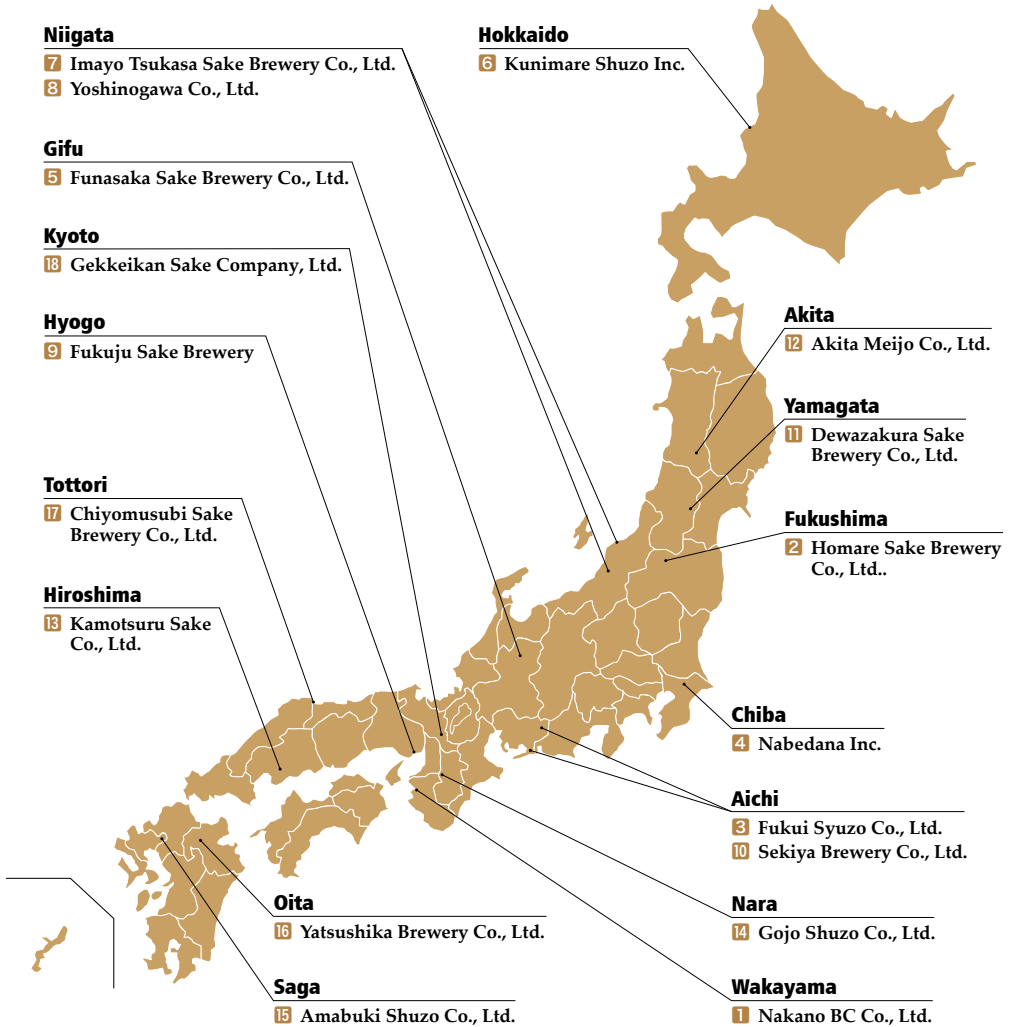 Niigata
7 Imayo Tsukasa Sake Brewery Co., Ltd.
8 Yoshinogawa Co., Ltd.
Gifu
5 Funasaka Sake Brewery Co., Ltd.
Kyoto
18 Gekkeikan Sake Company, Ltd.
Hyogo
9 Fukuju Sake Brewery
Tottori
17 Chiyomusubi Sake
Brewery Co., Ltd.
Hiroshima
13 Kamotsuru Sake
Co., Ltd.
Hokkaido
6 Kunimare Shuzo Inc.
Akita
12 Akita Meijo Co., Ltd.
Yamagata
11 Dewazakura Sake
Brewery Co., Ltd.
Fukushima
2 Homare Sake Brewery
Co., Ltd..
Chiba
4 Nabedana Inc.
Aichi
3 Fukui Syuzo Co., Ltd.
10 Sekiya Brewery Co., Ltd.
Nara
14 Gojo Shuzo Co., Ltd.
Wakayama
1 Nakano BC Co., Ltd.
Oita
16 Yatsushika Brewery Co., Ltd.
Saga
15 Amabuki Shuzo Co., Ltd.